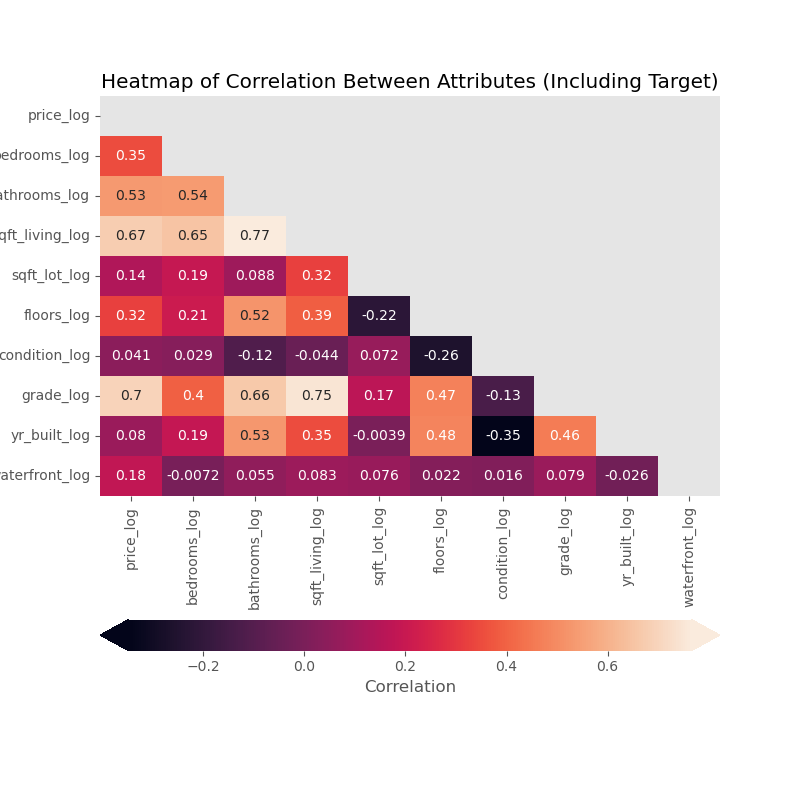 Heatmap of Correlation Between Attributes (Including Target)
price_log
edrooms_log 0.35
athrooms_log 0.53 0.54
qft_living_log 0.67 0.65 0.77
sqft_lot_log 0.14 0.19 0.088 0.32
floors_log 0.32 0.21 0.52 0.39 -0.22
condition_log 0.041 0.029 -0.12 -0.044 0.072 -0.26
grade_log 0.7 0.4 0.66 0.75 0.17 0.47 -0.13
yr_built_log 0.08 0.19 0.53 0.35 -0.0039 0.48 -0.35 0.46
aterfront_log 0.18 -0.0072 0.055 0.083 0.076 0.022 0.016 0.079 -0.026
price_log bedrooms_log bathrooms_log sqft_living_log sqft_lot_log floors_log condition_log grade_log yr_built_log waterfront_log
−0.2 0.0 0.2 0.4 0.6
Correlation